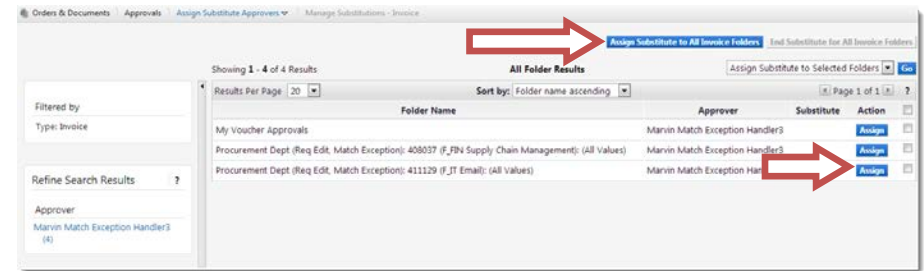 Orders & Documents Approvals Assign Substitute Approvers Manage Substitutions - Invoice
Assign Substitute to All Invoice Folders End Substitute for All Invoice Folders
Showing 1 - 4 of 4 Results All Folder Results Assign Substitute to Selected Folders Go
Results Per Page 20 Sort by: Folder name ascending Page 1 of 1 ?
Filtered by
Type: Invoice
Refine Search Results ?
Approver
Marvin Match Exception Handler3
(4)
Folder Name Approver Substitute Action
My Voucher Approvals Marvin Match Exception Handler3 Assign
Procurement Dept (Req Edit, Match Exception): 408037 (F_FIN Supply Chain Management): (All Values) Marvin Match Exception Handler3 Assign
Procurement Dept (Req Edit, Match Exception): 411129 (F_IT Email): (All Values) Marvin Match Exception Assign